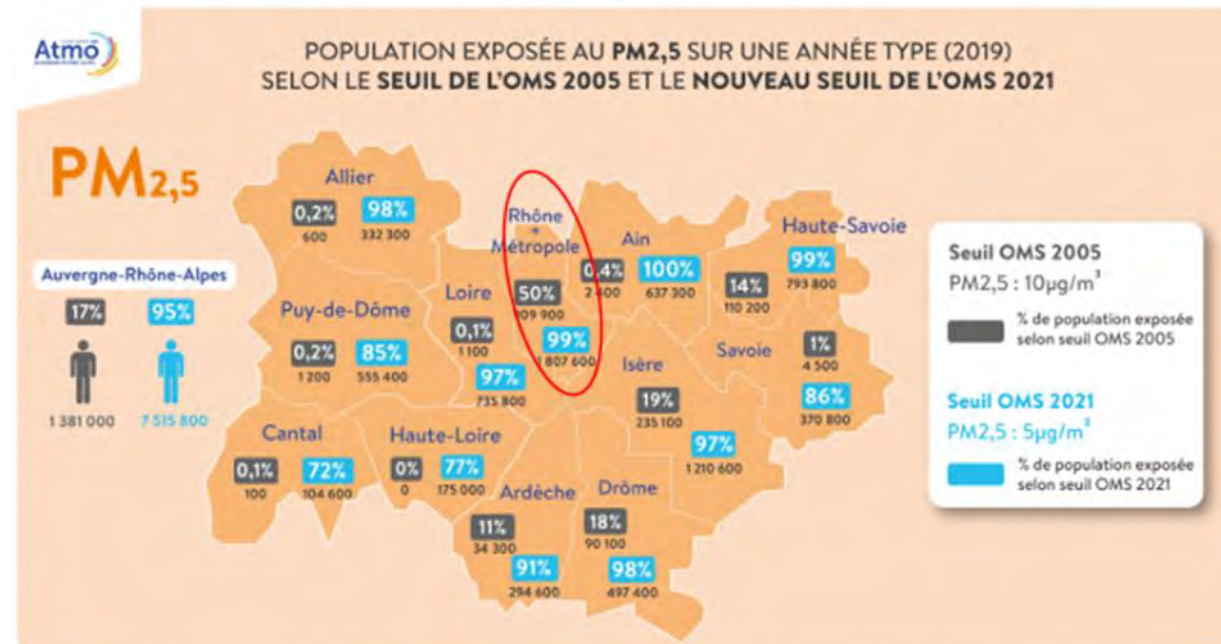 Atmo
POPULATION EXPOSÉE AU PM2,5 SUR UNE ANNÉE TYPE (2019)
SELON LE SEUIL DE L'OMS 2005 ET LE NOUVEAU SEUIL DE L'OMS 2021
PM2,5
Auvergne-Rhône-Alpes
17% 95%
1 381 000 7 515 800
Allier
0,2% 98%
600 332 300
Rhône
+
Métropole
50%
909 900
99%
1 807 600
Ain
0,4% 100%
2 400 637 300
Haute-Savoie
99%
793 800
14%
110 200
Puy-de-Dôme
0,2% 85%
1 200 555 400
Loire
0,1%
1 100
97%
735 800
Isère
19%
235 100
97%
1 210 600
Savoie
1%
4 500
86%
370 800
Cantal
0,1% 72%
100 104 600
Haute-Loire
0% 77%
0 175 000
Ardèche
11%
34 300
91%
294 600
Drôme
18%
90 100
98%
497 400
Seuil OMS 2005
PM2,5 : 10µg/m³
% de population exposée
selon seuil OMS 2005
Seuil OMS 2021
PM2,5 : 5µg/m³
% de population exposée
selon seuil OMS 2021